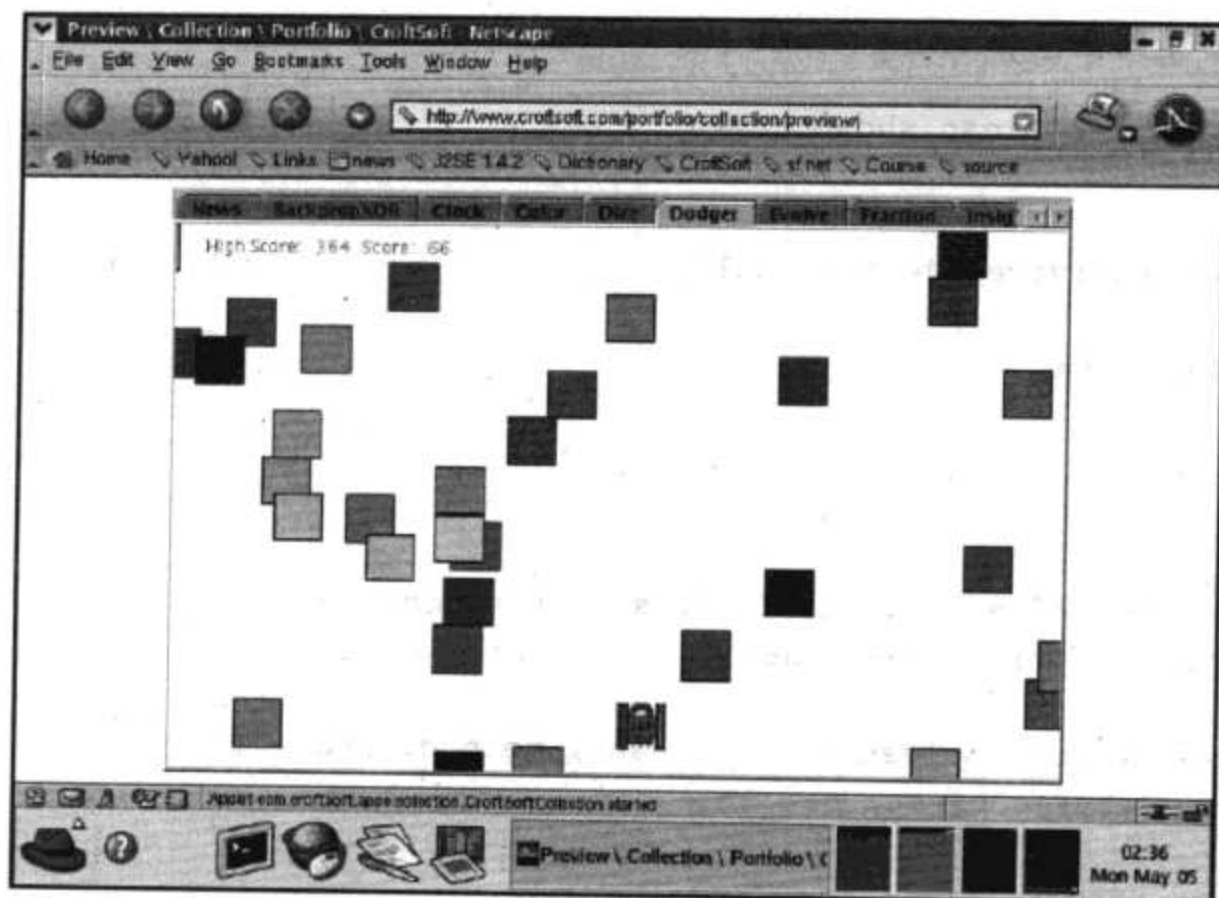 Preview \ Collection \ Portfolio \ CroftSoft - Netscape
File Edit View Go Bookmarks Tools Window Help
http://www.croftsoft.com/portfolio/collection/preview/
Home Yahoo! Links news J2SE 1.4.2 Dictionary CroftSoft sf.net Course source
News BackpropXOR Clock Color Dice Dodger Evolve Fraction Insig
High Score: 364 Score: 66
Applet com.croftsoft.apps.collection.CroftSoftCollection started
Preview \ Collection \ Portfolio \ C
02:36
Mon May 05